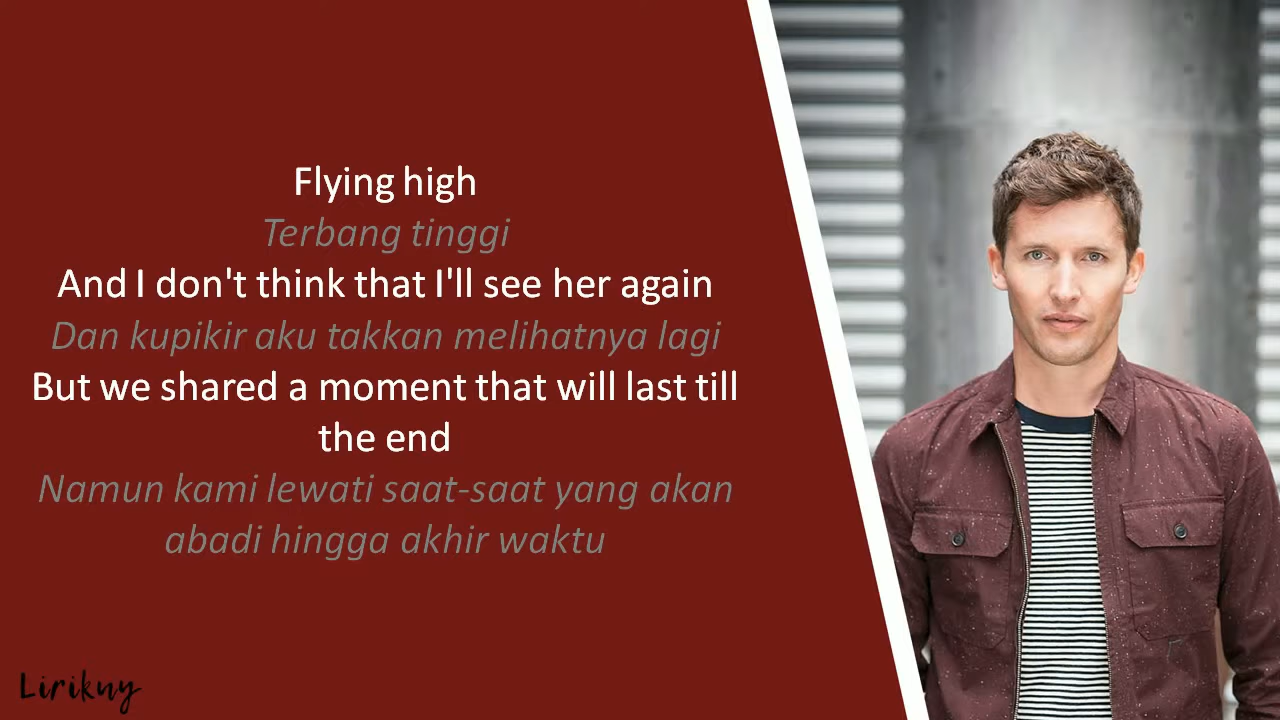 Flying high
Terbang tinggi
And I don't think that I'll see her again
Dan kupikir aku takkan melihatnya lagi
But we shared a moment that will last till
the end
Namun kami lewati saat-saat yang akan
abadi hingga akhir waktu
Lirikny